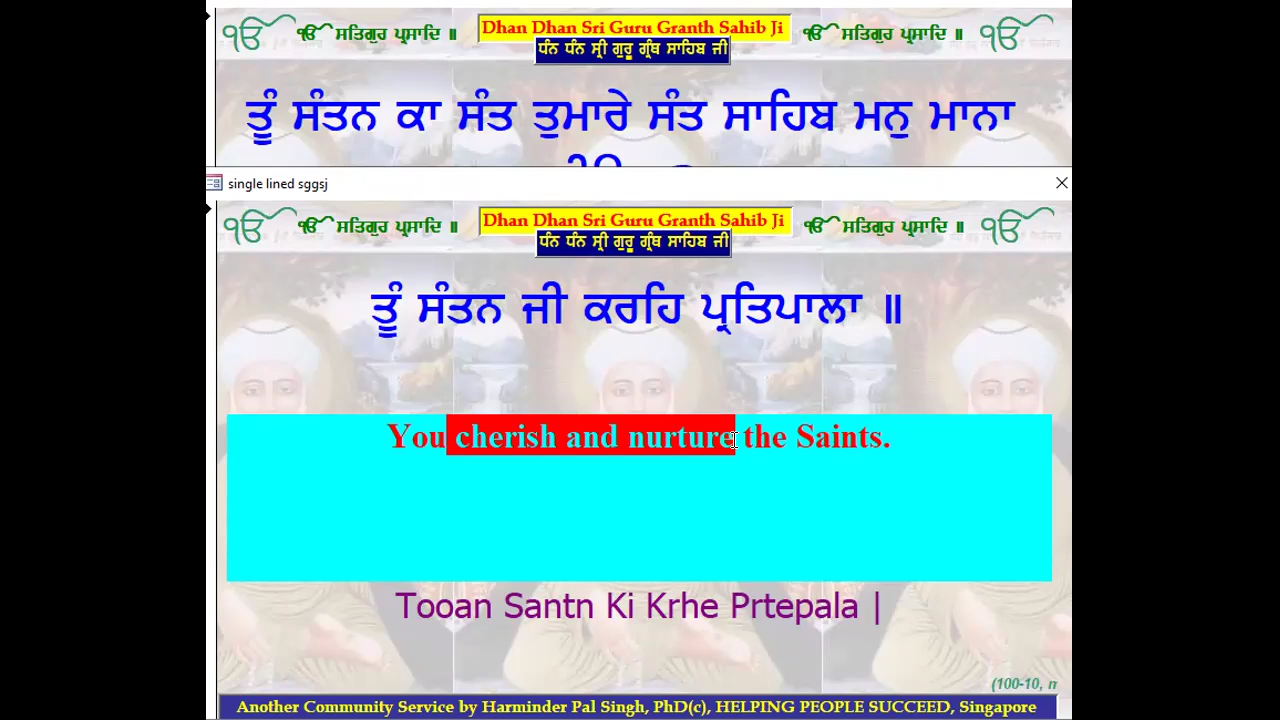 ੴ ੴ ਸਤਿਗੁਰ ਪ੍ਰਸਾਦਿ ॥ Dhan Dhan Sri Guru Granth Sahib Ji ੴ ਸਤਿਗੁਰ ਪ੍ਰਸਾਦਿ ॥ ੴ
ਧੰਨ ਧੰਨ ਸ੍ਰੀ ਗੁਰੂ ਗ੍ਰੰਥ ਸਾਹਿਬ ਜੀ
ਤੂੰ ਸੰਤਨ ਕਾ ਸੰਤ ਤੁਮਾਰੇ ਸੰਤ ਸਾਹਿਬ ਮਨੁ ਮਾਨਾ
single lined sggsj
ੴ ੴ ਸਤਿਗੁਰ ਪ੍ਰਸਾਦਿ ॥ Dhan Dhan Sri Guru Granth Sahib Ji ੴ ਸਤਿਗੁਰ ਪ੍ਰਸਾਦਿ ॥ ੴ
ਧੰਨ ਧੰਨ ਸ੍ਰੀ ਗੁਰੂ ਗ੍ਰੰਥ ਸਾਹਿਬ ਜੀ
ਤੂੰ ਸੰਤਨ ਜੀ ਕਰਹਿ ਪ੍ਰਤਿਪਾਲਾ ॥
You cherish and nurture the Saints.
Tooan Santn Ki Krhe Prtepala |
(100-10,
Another Community Service by Harminder Pal Singh, PhD(c), HELPING PEOPLE SUCCEED, Singapore